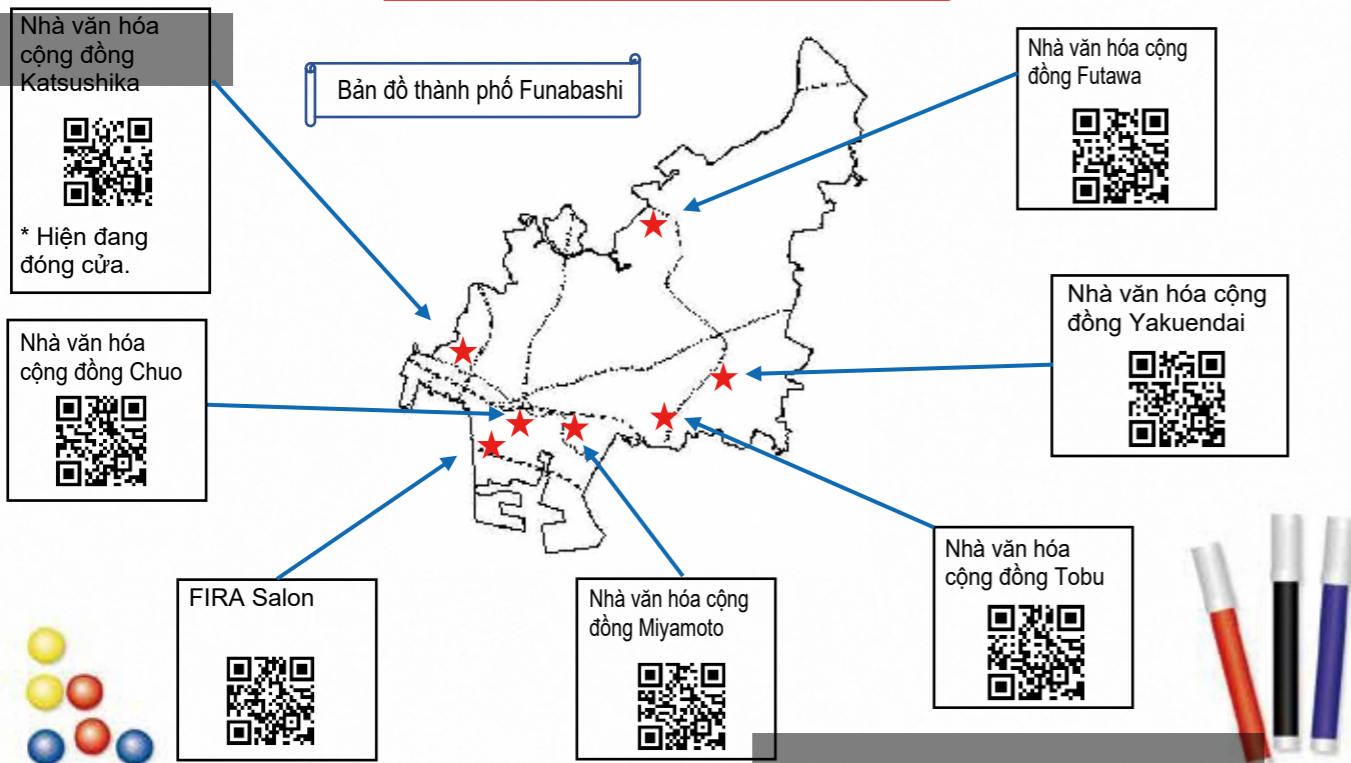 Nhà văn hóa
cộng đồng
Katsushika
* Hiện đang
đóng cửa.
Bản đồ thành phố Funabashi
Nhà văn hóa cộng
đồng Futawa
Nhà văn hóa
cộng đồng Chuo
Nhà văn hóa cộng
đồng Yakuendai
FIRA Salon
Nhà văn hóa cộng
đồng Miyamoto
Nhà văn hóa
cộng đồng Tobu